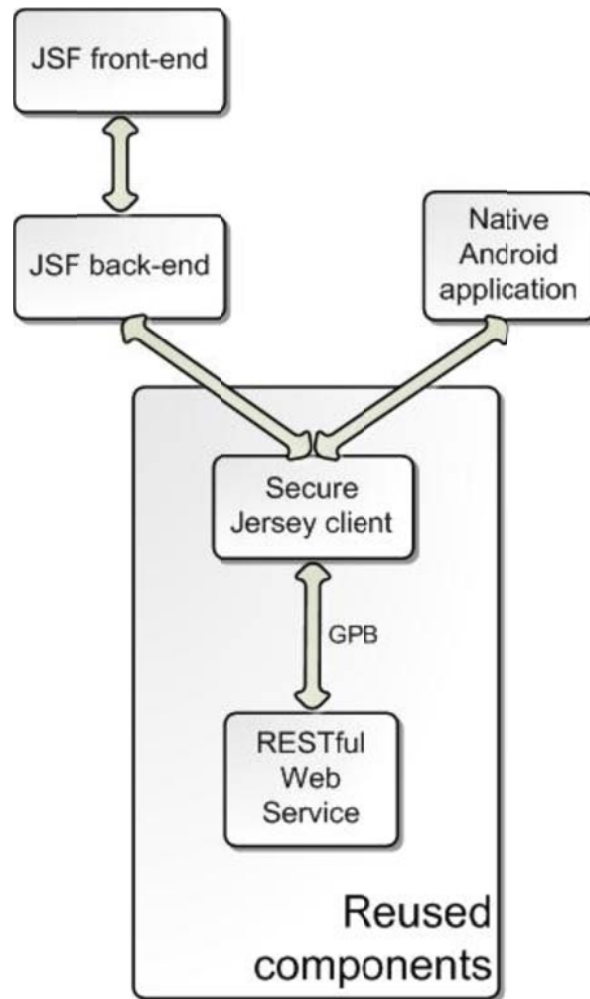 JSF front-end
JSF back-end
Native
Android
application
Secure
Jersey client
GPB
RESTful
Web
Service
Reused
components